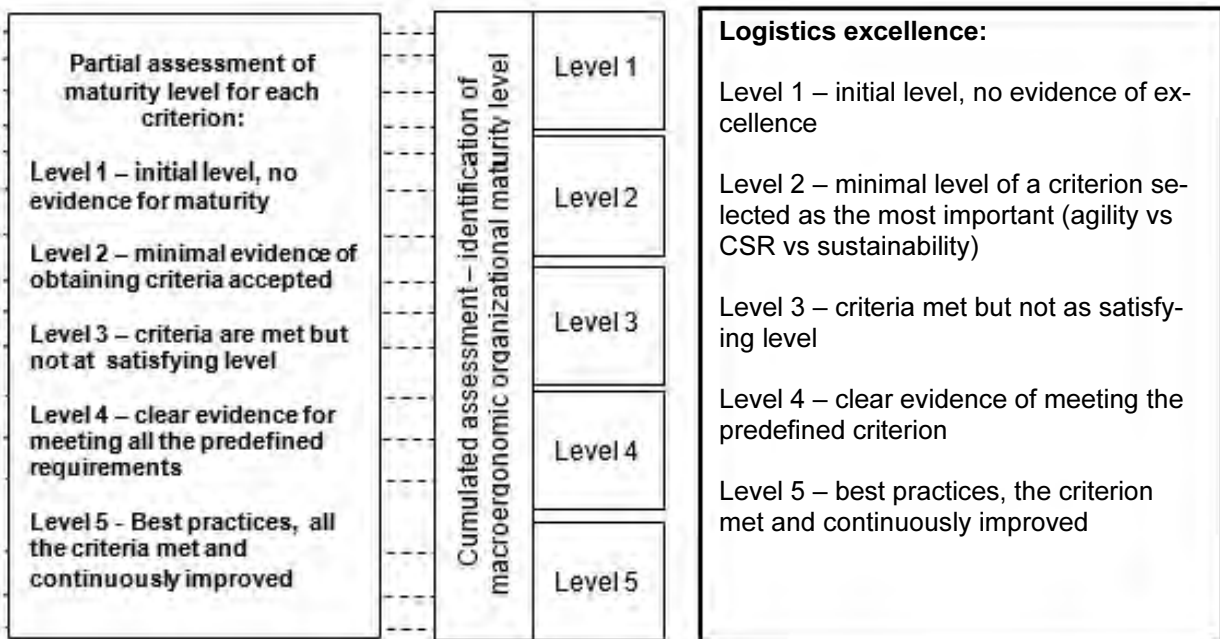 Partial assessment of
maturity level for each
criterion:
Level 1 – initial level, no
evidence for maturity
Level 2 – minimal evidence of
obtaining criteria accepted
Level 3 – criteria are met but
not at satisfying level
Level 4 – clear evidence for
meeting all the predefined
requirements
Level 5 - Best practices, all
the criteria met and
continuously improved
Cumulated assessment – identification of
macroergonomic organizational maturity level
Level 1
Level 2
Level 3
Level 4
Level 5
Logistics excellence:
Level 1 – initial level, no evidence of ex-
cellence
Level 2 – minimal level of a criterion se-
lected as the most important (agility vs
CSR vs sustainability)
Level 3 – criteria met but not as satisfy-
ing level
Level 4 – clear evidence of meeting the
predefined criterion
Level 5 – best practices, the criterion
met and continuously improved